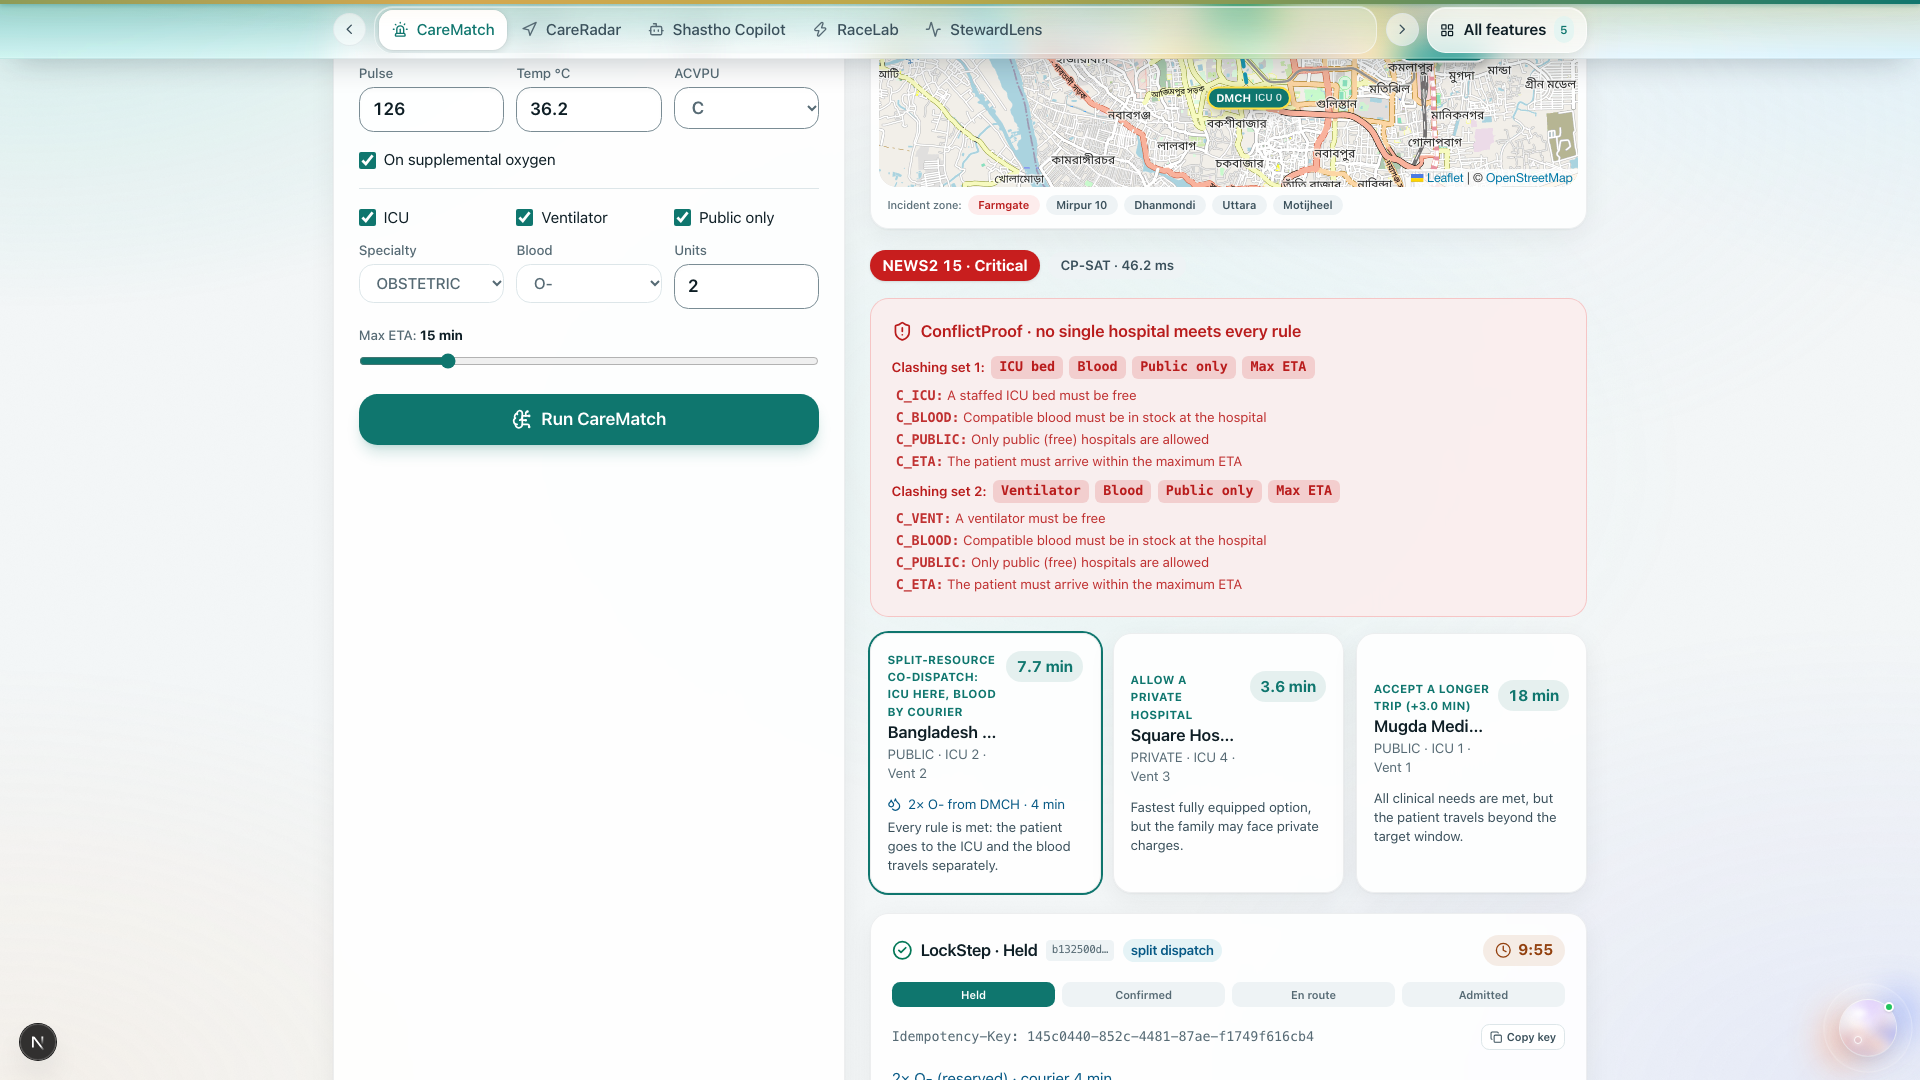 CareMatch
CareRadar
Shastho Copilot
RaceLab
StewardLens
All features 5
Pulse
Temp °C
ACVPU
126
36.2
C
On supplemental oxygen
ICU
Ventilator
Public only
Specialty
Blood
Units
OBSTETRIC
O-
2
Max ETA: 15 min
Run CareMatch
কমলাপুর
মুগদা
মান্ডা
গ্রীন মডেল
মতিঝিল
DMCH ICU 0
গুলিস্তান
মানিকনগর
নবাবগঞ্জ
বকশীবাজার
গোলাপবাগ
লালবাগ
নবাবপুর
কামরাঙ্গীরচর
চকবাজার
খোলামোড়া
Leaflet | © OpenStreetMap
Incident zone:
Farmgate
Mirpur 10
Dhanmondi
Uttara
Motijheel
NEWS2 15 · Critical
CP-SAT · 46.2 ms
ConflictProof · no single hospital meets every rule
Clashing set 1: ICU bed Blood Public only Max ETA
C_ICU: A staffed ICU bed must be free
C_BLOOD: Compatible blood must be in stock at the hospital
C_PUBLIC: Only public (free) hospitals are allowed
C_ETA: The patient must arrive within the maximum ETA
Clashing set 2: Ventilator Blood Public only Max ETA
C_VENT: A ventilator must be free
C_BLOOD: Compatible blood must be in stock at the hospital
C_PUBLIC: Only public (free) hospitals are allowed
C_ETA: The patient must arrive within the maximum ETA
SPLIT-RESOURCE
CO-DISPATCH:
ICU HERE, BLOOD
BY COURIER
7.7 min
Bangladesh ...
PUBLIC · ICU 2 ·
Vent 2
2× O- from DMCH · 4 min
Every rule is met: the patient
goes to the ICU and the blood
travels separately.
ALLOW A
PRIVATE
HOSPITAL
3.6 min
Square Hos...
PRIVATE · ICU 4 ·
Vent 3
Fastest fully equipped option,
but the family may face private
charges.
ACCEPT A LONGER
TRIP (+3.0 MIN)
18 min
Mugda Medi...
PUBLIC · ICU 1 ·
Vent 1
All clinical needs are met, but
the patient travels beyond the
target window.
LockStep · Held
b132500d…
split dispatch
9:55
Held
Confirmed
En route
Admitted
Idempotency-Key: 145c0440-852c-4481-87ae-f1749f616cb4
Copy key
2× O- (reserved) · courier 4 min
N